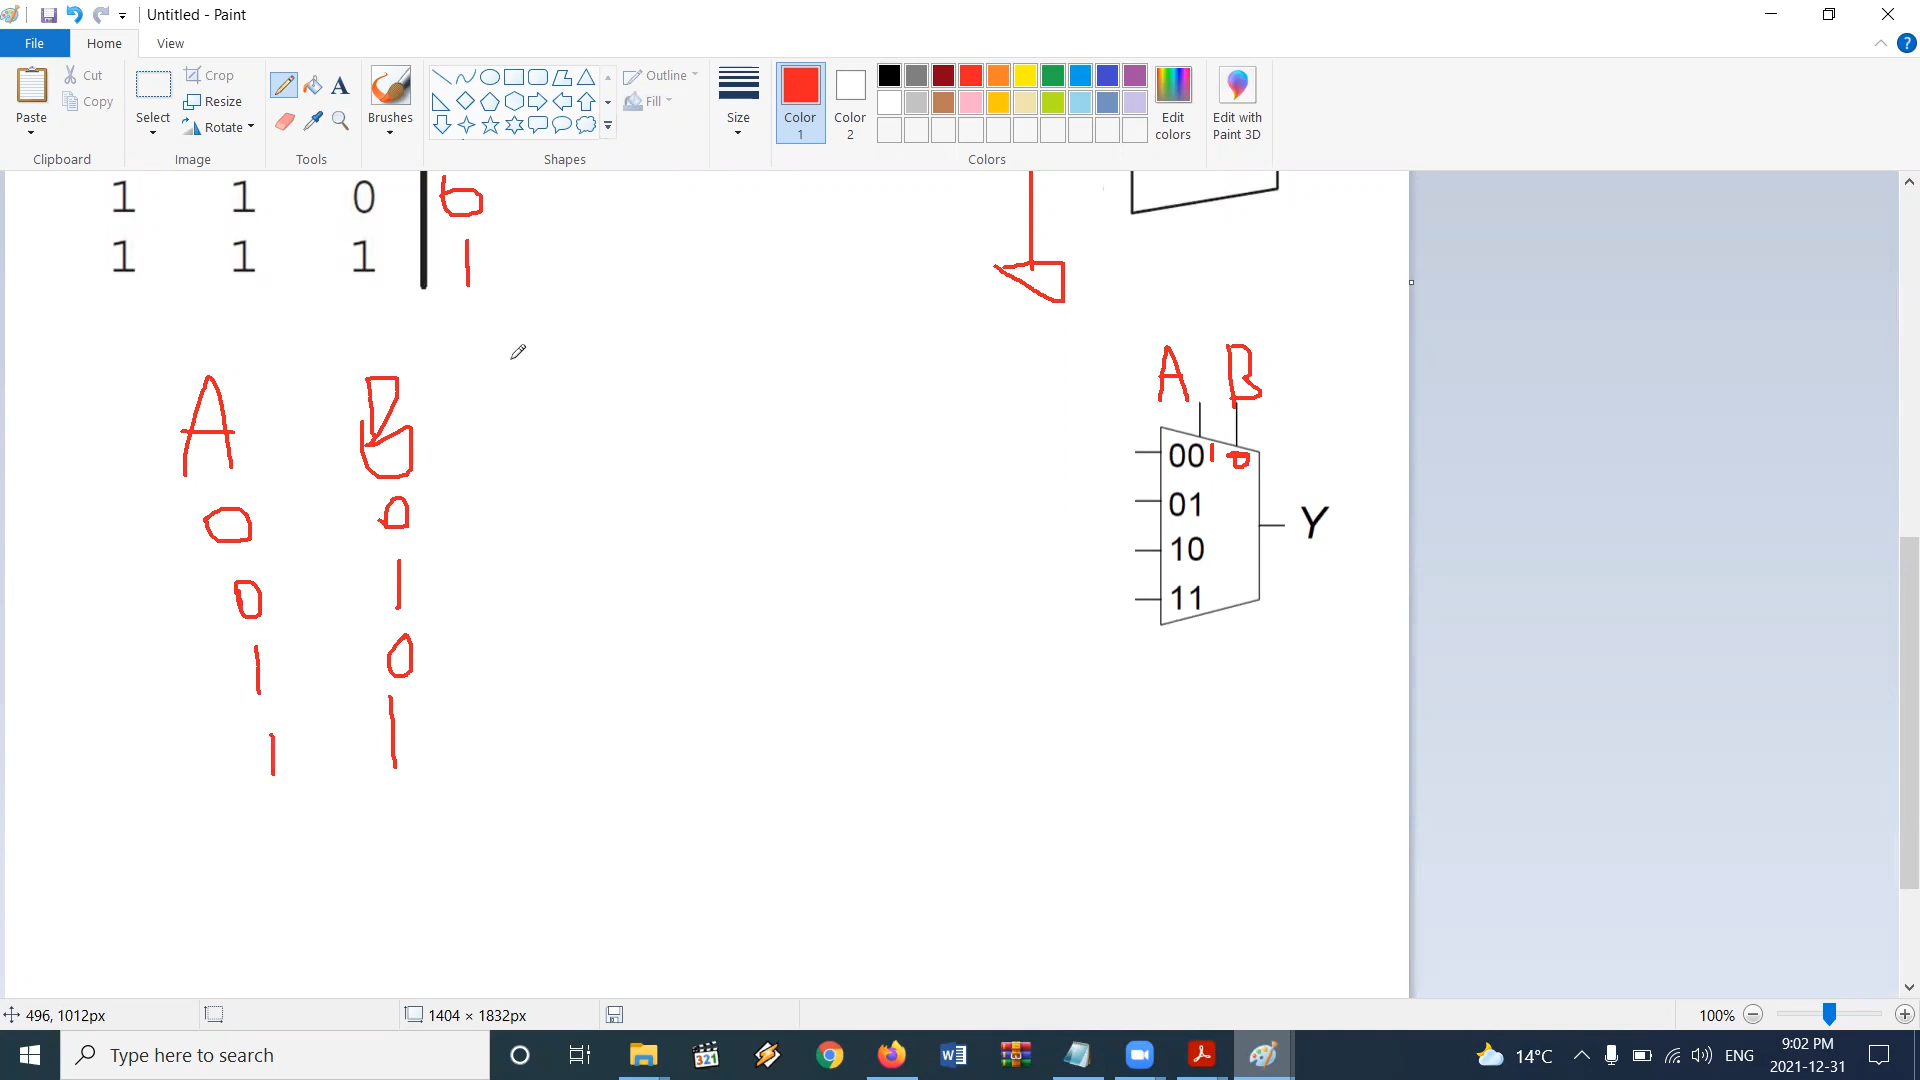 Untitled - Paint
File Home View
Paste Cut Copy Clipboard
Select Crop Resize Rotate Image
Tools
Brushes
Outline Fill Shapes
Size
Color 1 Color 2 Edit colors Edit with Paint 3D Colors
1 1 0 6
1 1 1 1
A B
0 0
0 1
1 0
1 1
A B
00 1 0
01
10
11
Y
496, 1012px 1404 × 1832px 100%
Type here to search
321
14°C ENG 9:02 PM
2021-12-31